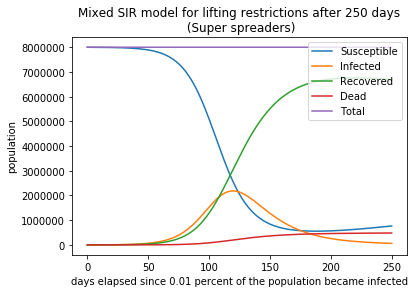 Mixed SIR model for lifting restrictions after 250 days
(Super spreaders)
8000000
7000000
6000000
5000000
4000000
3000000
2000000
1000000
0
population
Susceptible
Infected
Recovered
Dead
Total
0 50 100 150 200 250
days elapsed since 0.01 percent of the population became infected